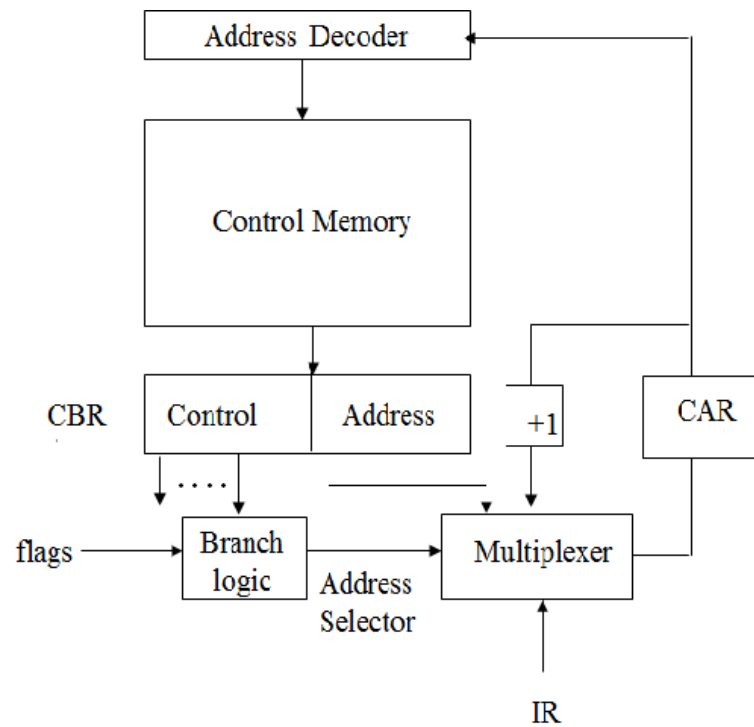 Address Decoder
Control Memory
CBR
Control
Address
+1
CAR
. . . .
flags
Branch
logic
Address
Selector
Multiplexer
IR